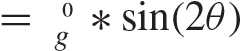 = 0/g * sin(2θ)